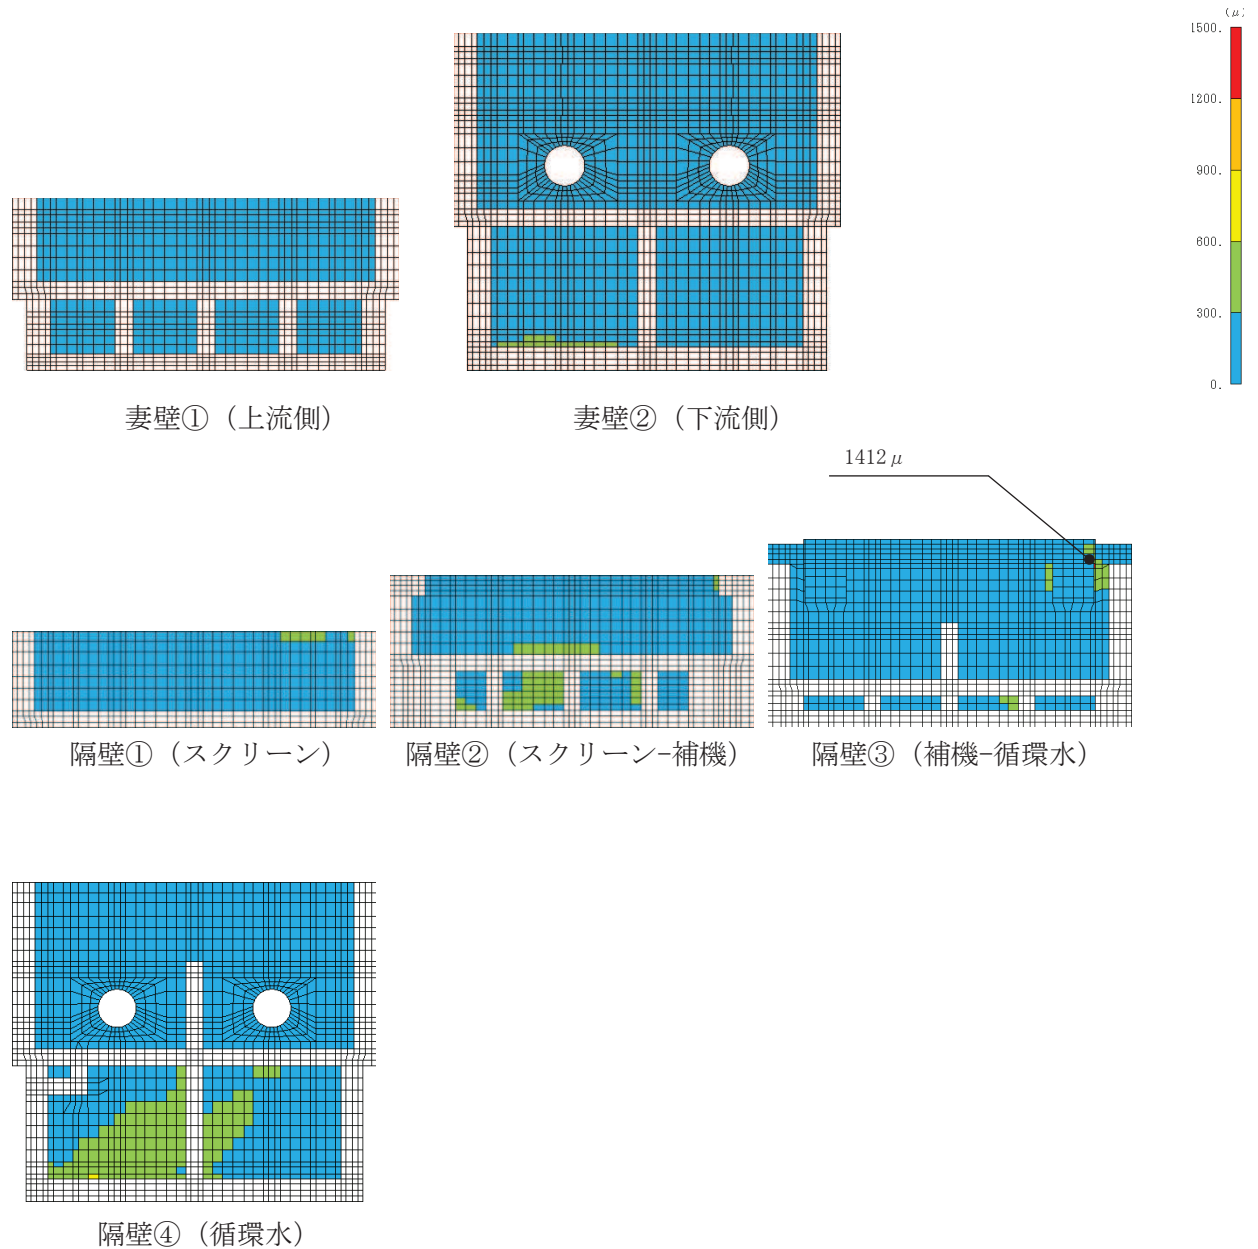 (μ)
1500.
1200.
900.
600.
300.
0.
妻壁①（上流側）
妻壁②（下流側）
1412μ
隔壁①（スクリーン）
隔壁②（スクリーン-補機）
隔壁③（補機-循環水）
隔壁④（循環水）